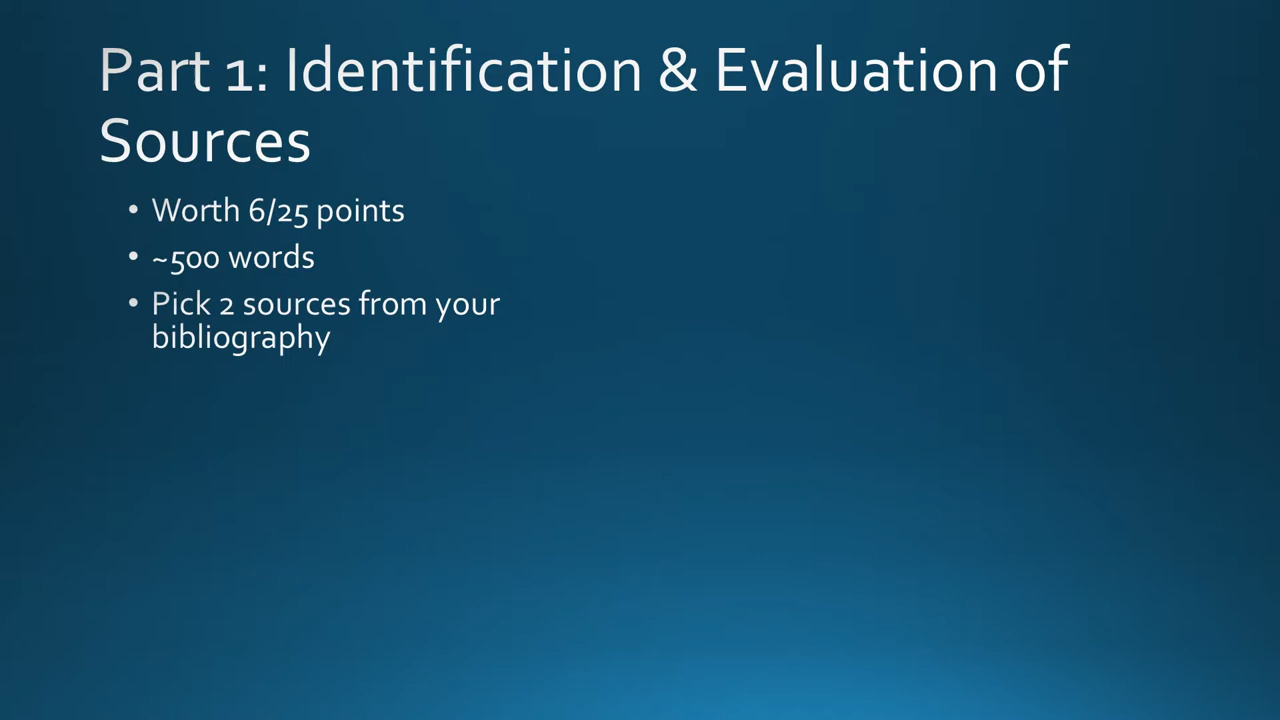 Part 1: Identification & Evaluation of
Sources
• Worth 6/25 points
• ~500 words
• Pick 2 sources from your
bibliography